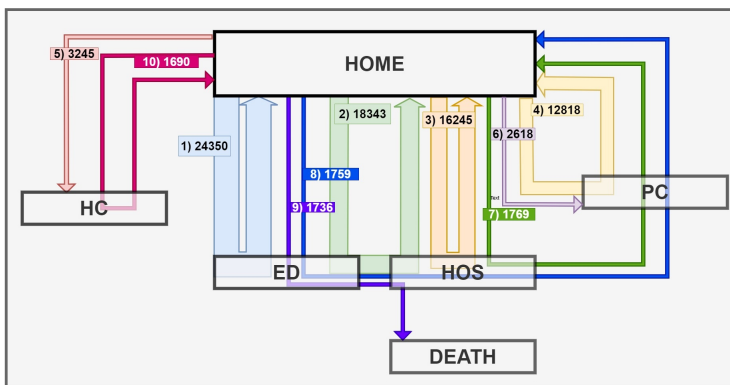 5) 3245
10) 1690
HOME
1) 24350
2) 18343
3) 16245
6) 2618
4) 12818
8) 1759
9) 1736
Text
7) 1769
HC
PC
ED
HOS
DEATH